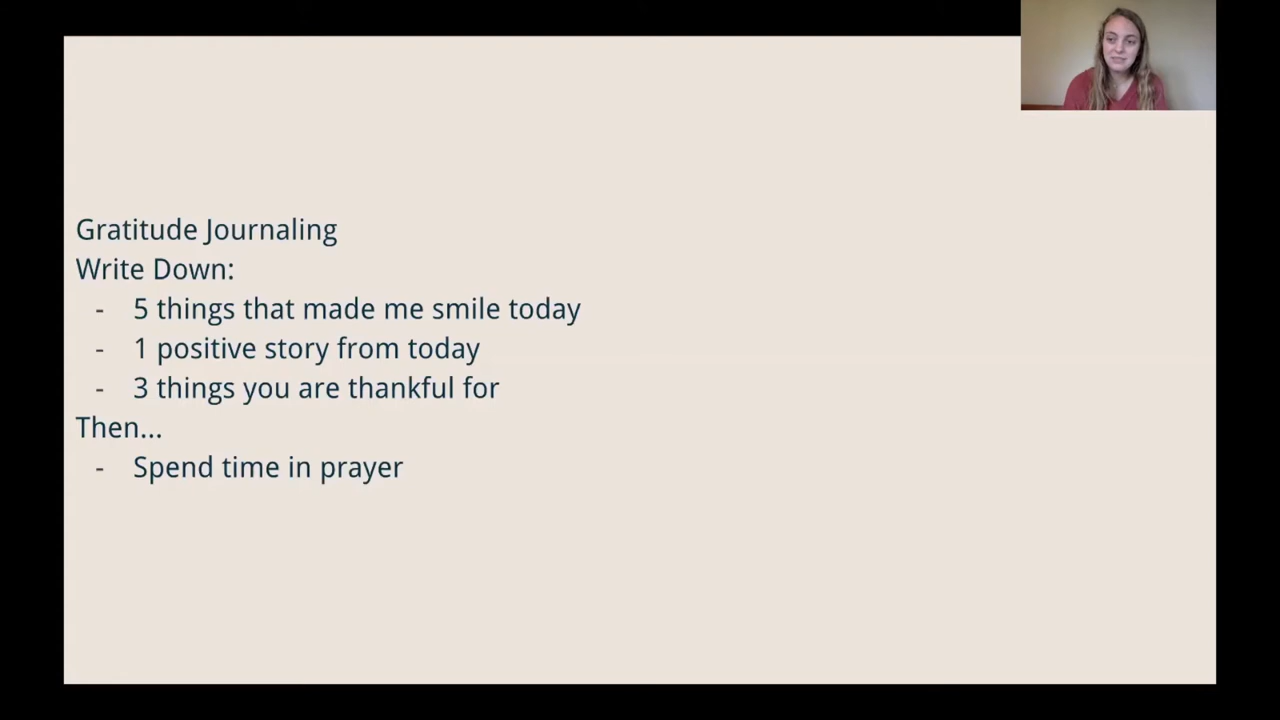 Gratitude Journaling
Write Down:
- 5 things that made me smile today
- 1 positive story from today
- 3 things you are thankful for
Then...
- Spend time in prayer